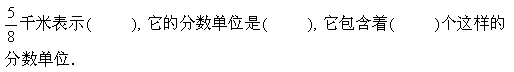 5/8千米表示(    ), 它的分数单位是(    ), 它包含着(    )个这样的
分数单位.